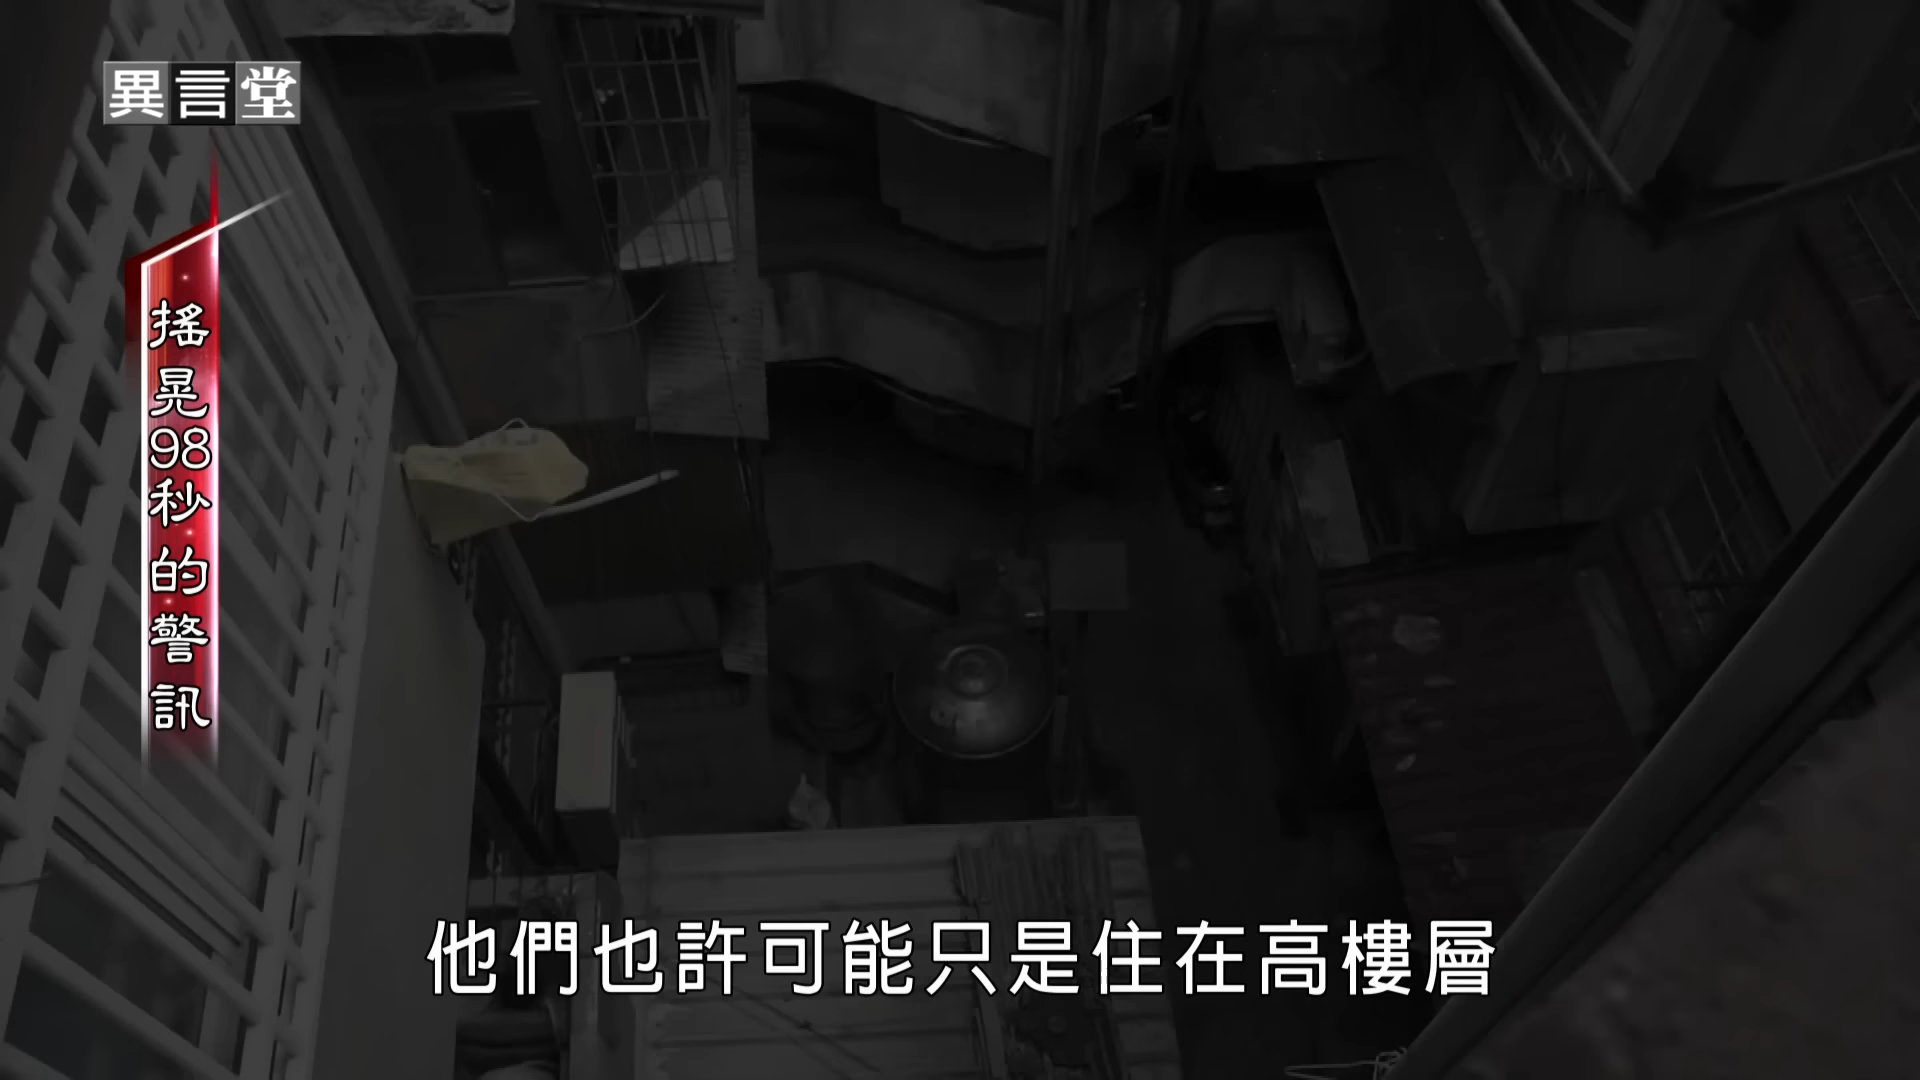 異言堂
搖晃98秒的警訊
他們也許可能只是住在高樓層